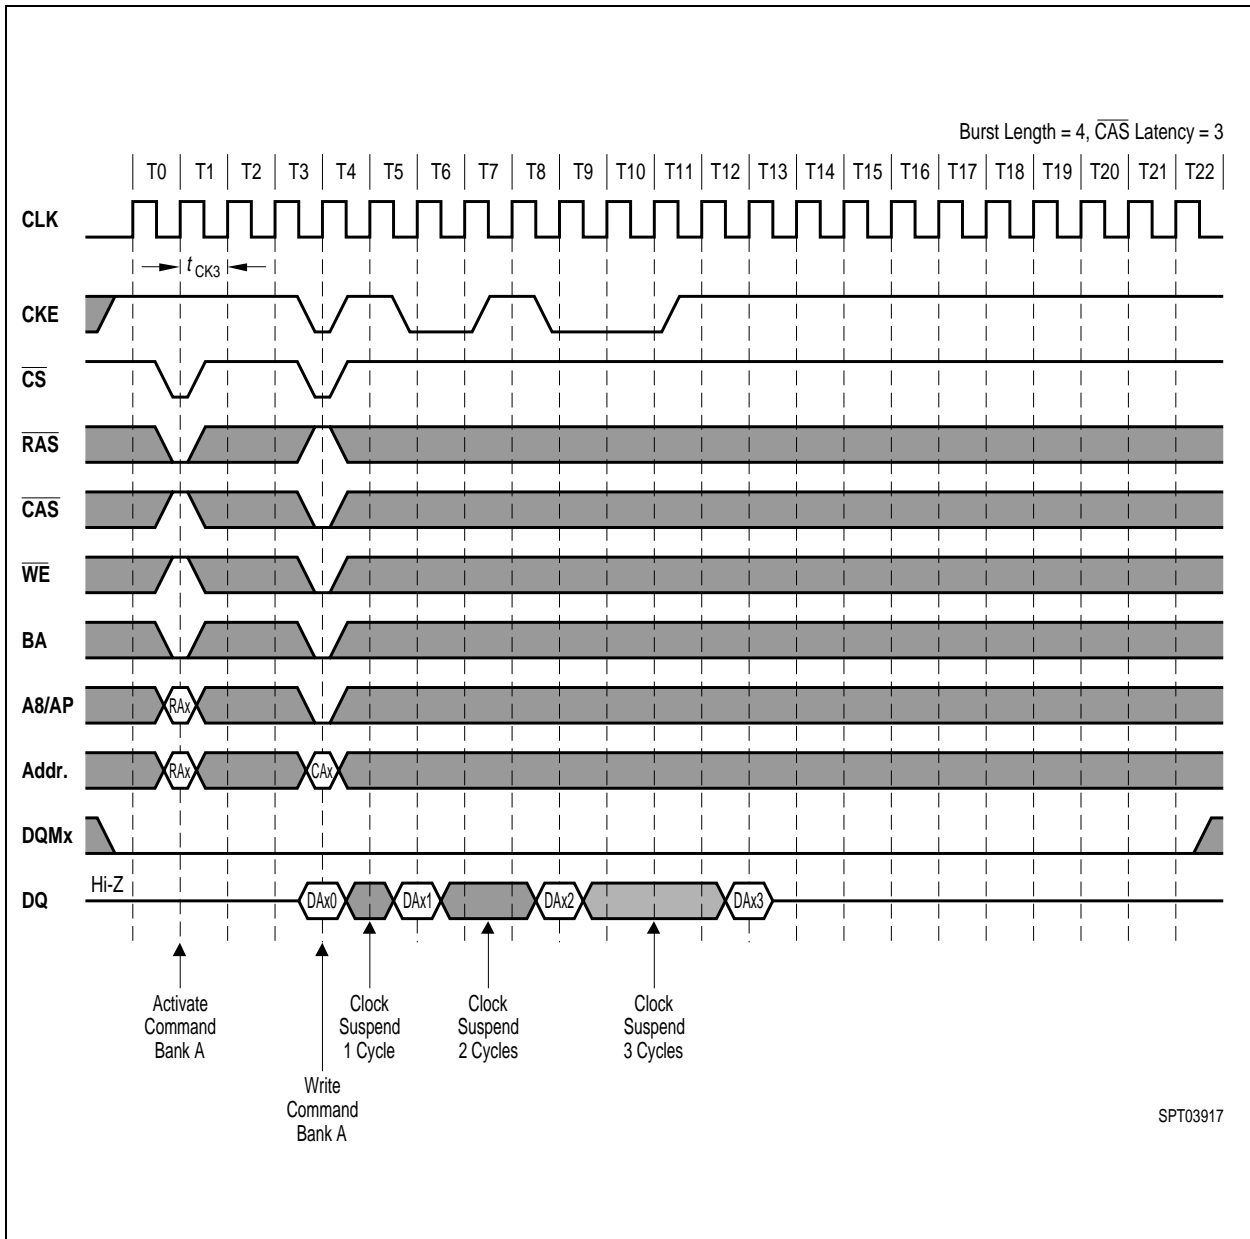 Burst Length = 4, CAS Latency = 3
T0 T1 T2 T3 T4 T5 T6 T7 T8 T9 T10 T11 T12 T13 T14 T15 T16 T17 T18 T19 T20 T21 T22
CLK
t CK3
CKE
CS
RAS
CAS
WE
BA
A8/AP RAx
Addr. RAx CAx
DQMx
Hi-Z
DQ DAx0 DAx1 DAx2 DAx3
Activate
Command
Bank A
Write
Command
Bank A
Clock
Suspend
1 Cycle
Clock
Suspend
2 Cycles
Clock
Suspend
3 Cycles
SPT03917